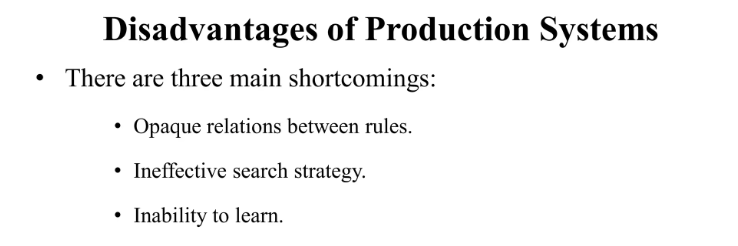 Disadvantages of Production Systems
• There are three main shortcomings:
• Opaque relations between rules.
• Ineffective search strategy.
• Inability to learn.